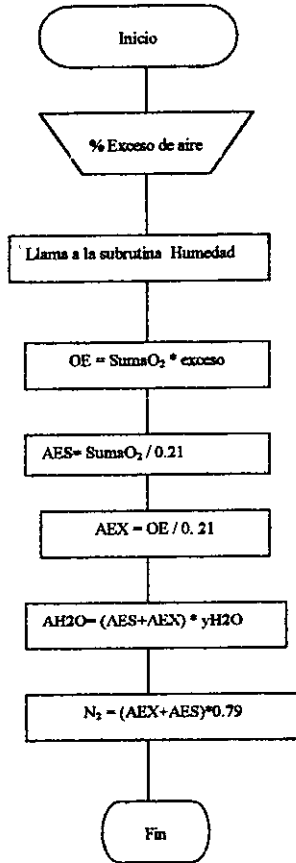 Inicio
% Exceso de aire
Llama a la subrutina Humedad
OE = SumaO₂ * exceso
AES= SumaO₂ / 0.21
AEX = OE / 0. 21
AH2O= (AES+AEX) * yH2O
N₂ = (AEX+AES)*0.79
Fin